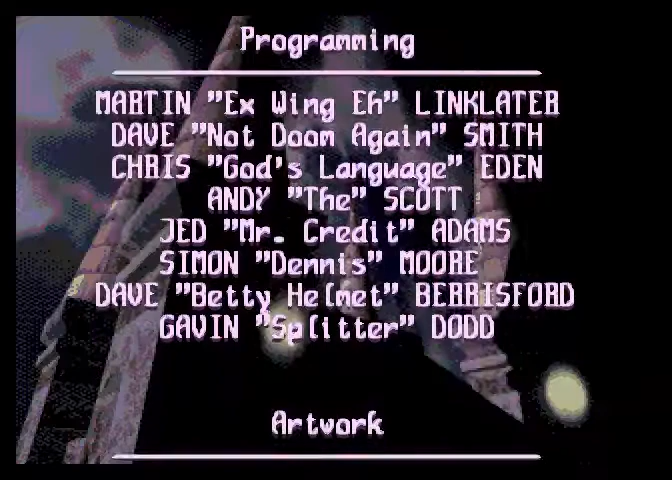 Programming
MARTIN "Ex Wing Eh" LINKLATER
DAVE "Not Doom Again" SMITH
CHRIS "God's Language" EDEN
ANDY "The" SCOTT
JED "Mr. Credit" ADAMS
SIMON "Dennis" MOORE
DAVE "Betty Helmet" BERRISFORD
GAVIN "Splitter" DODD
Artwork